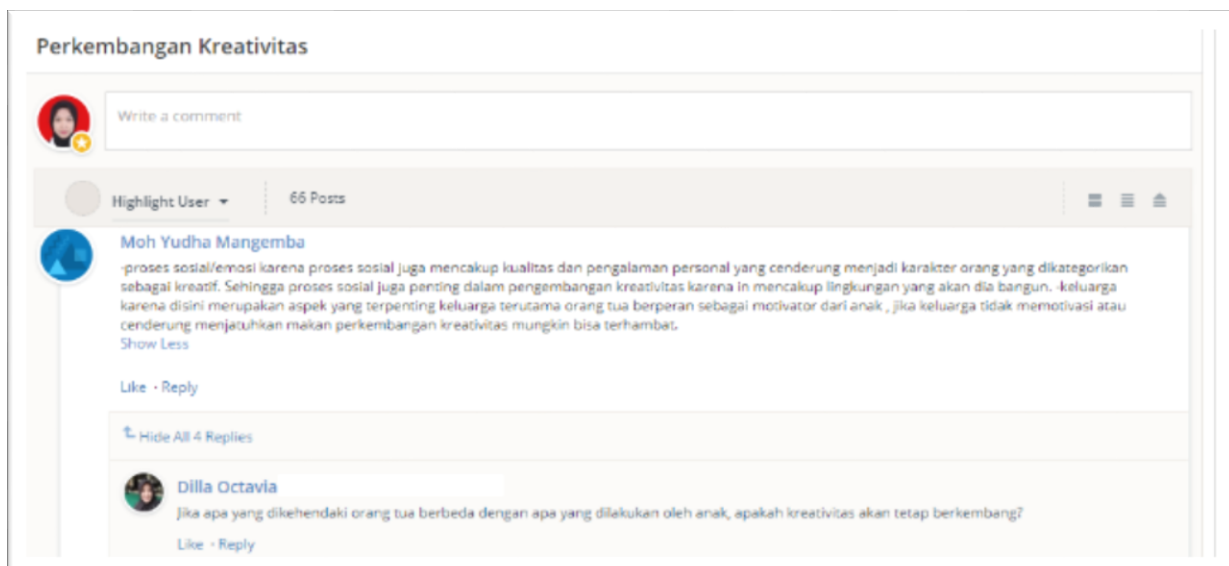 Perkembangan Kreativitas
Write a comment
Highlight User
66 Posts
Moh Yudha Mangemba
-proses sosial/emosi karena proses sosial juga mencakup kualitas dan pengalaman personal yang cenderung menjadi karakter orang yang dikategorikan
sebagai kreatif. Sehingga proses sosial juga penting dalam pengembangan kreativitas karena in mencakup lingkungan yang akan dia bangun. -keluarga
karena disini merupakan aspek yang terpenting keluarga terutama orang tua berperan sebagai motivator dari anak , jika keluarga tidak memotivasi atau
cenderung menjatuhkan makan perkembangan kreativitas mungkin bisa terhambat.
Show Less
Like · Reply
Hide All 4 Replies
Dilla Octavia
Jika apa yang dikehendaki orang tua berbeda dengan apa yang dilakukan oleh anak, apakah kreativitas akan tetap berkembang?
Like · Reply